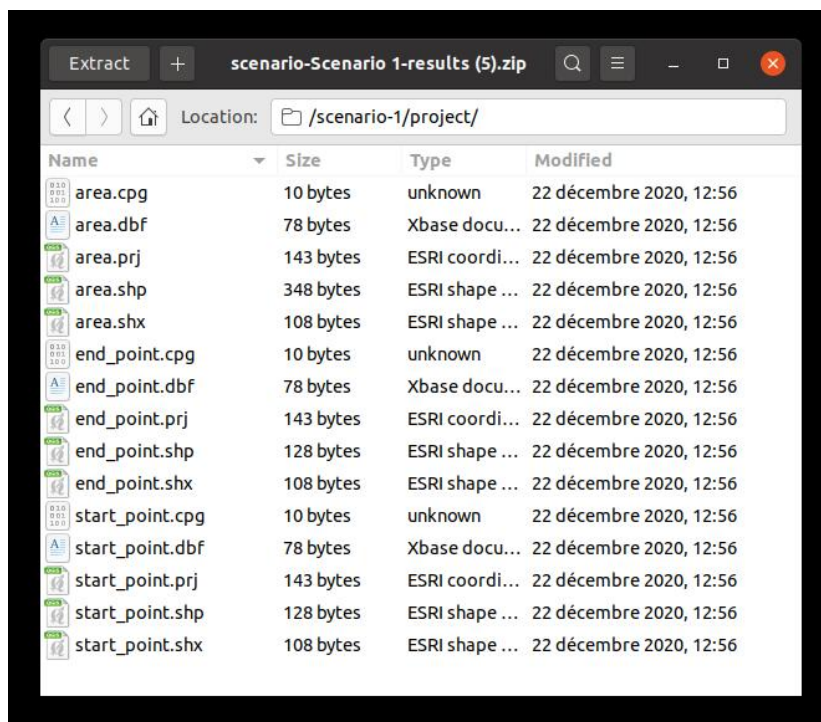 Extract + scenario-Scenario 1-results (5).zip
Location: /scenario-1/project/
Name Size Type Modified
area.cpg 10 bytes unknown 22 décembre 2020, 12:56
area.dbf 78 bytes Xbase docu... 22 décembre 2020, 12:56
area.prj 143 bytes ESRI coordi... 22 décembre 2020, 12:56
area.shp 348 bytes ESRI shape ... 22 décembre 2020, 12:56
area.shx 108 bytes ESRI shape ... 22 décembre 2020, 12:56
end_point.cpg 10 bytes unknown 22 décembre 2020, 12:56
end_point.dbf 78 bytes Xbase docu... 22 décembre 2020, 12:56
end_point.prj 143 bytes ESRI coordi... 22 décembre 2020, 12:56
end_point.shp 128 bytes ESRI shape ... 22 décembre 2020, 12:56
end_point.shx 108 bytes ESRI shape ... 22 décembre 2020, 12:56
start_point.cpg 10 bytes unknown 22 décembre 2020, 12:56
start_point.dbf 78 bytes Xbase docu... 22 décembre 2020, 12:56
start_point.prj 143 bytes ESRI coordi... 22 décembre 2020, 12:56
start_point.shp 128 bytes ESRI shape ... 22 décembre 2020, 12:56
start_point.shx 108 bytes ESRI shape ... 22 décembre 2020, 12:56